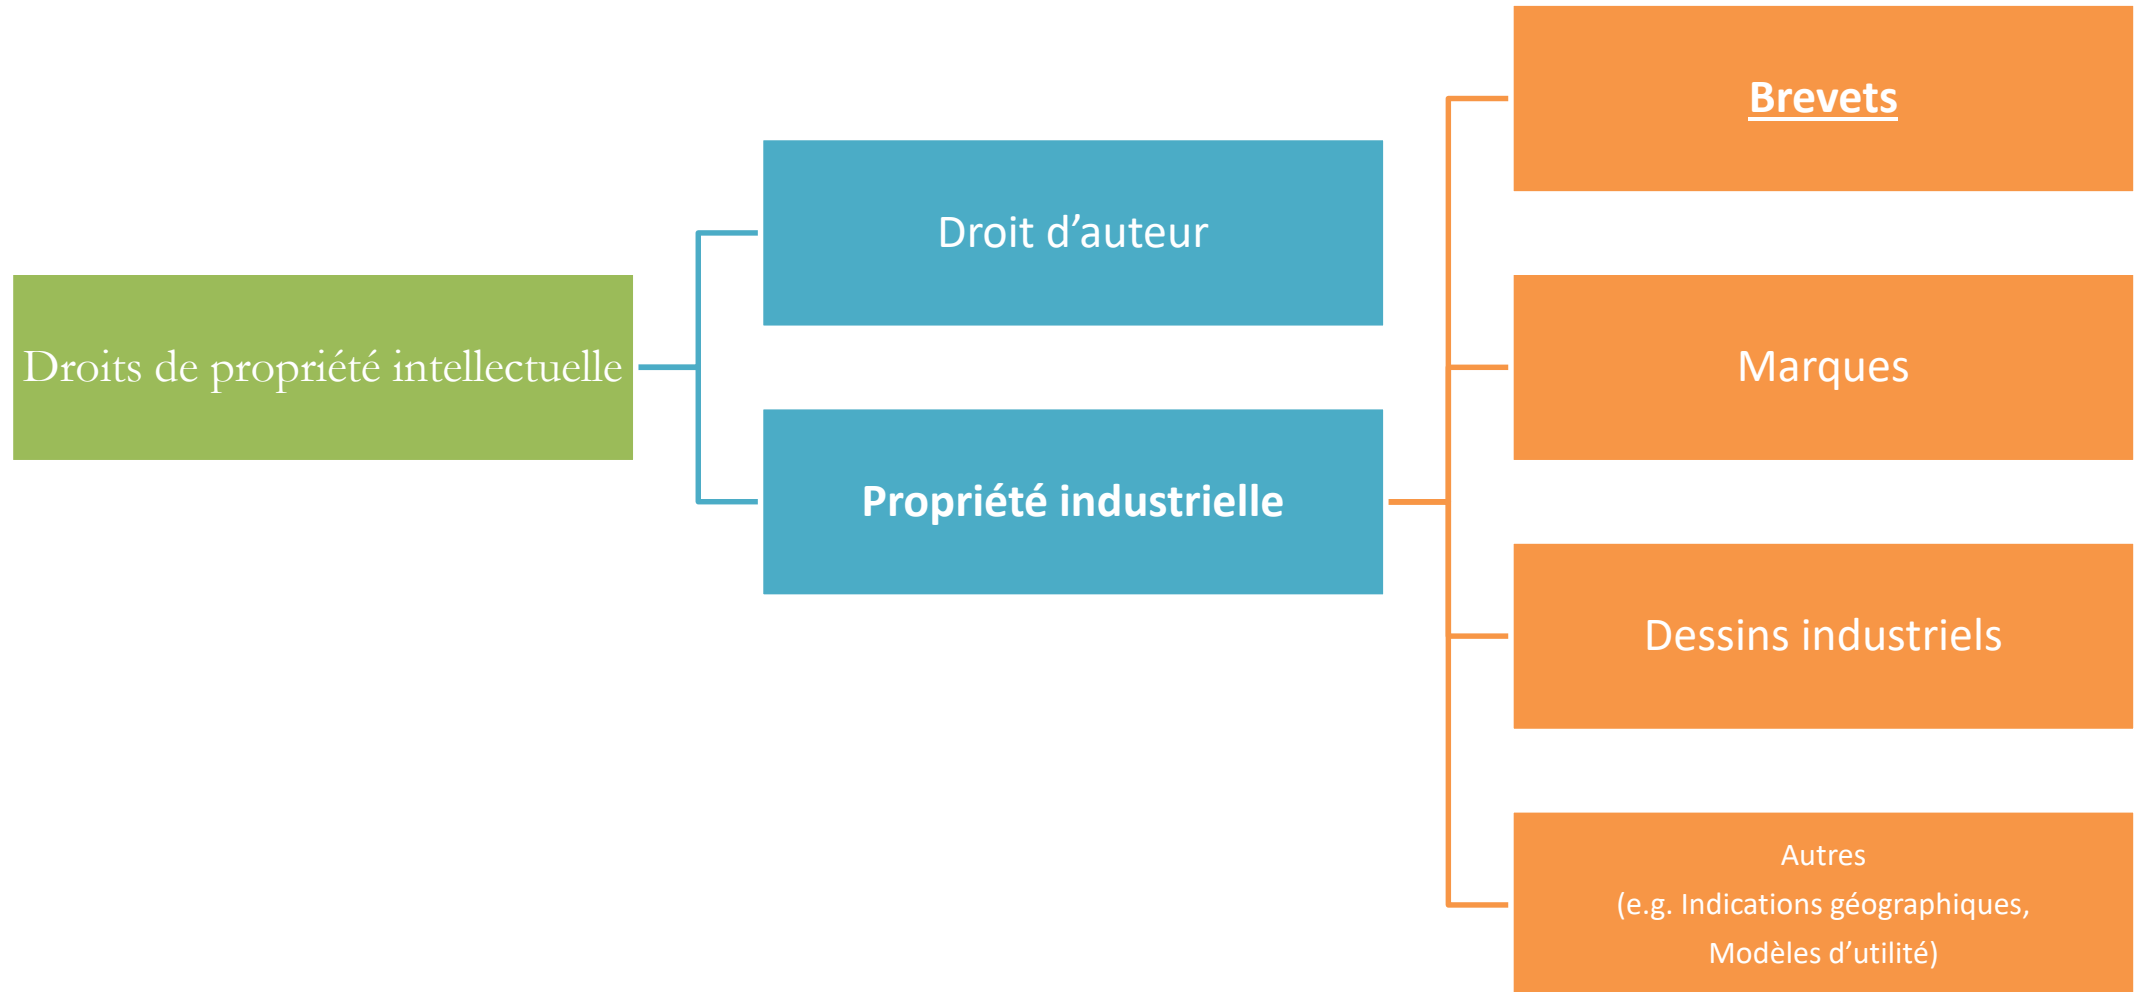 Droits de propriété intellectuelle
Droit d’auteur
Propriété industrielle
Brevets
Marques
Dessins industriels
Autres
(e.g. Indications géographiques,
Modèles d’utilité)